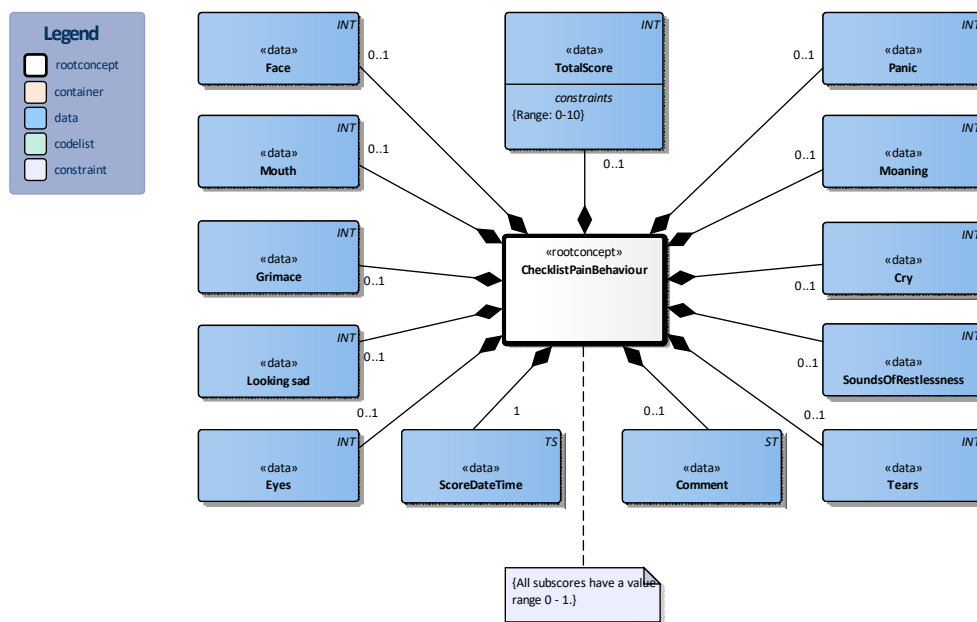 Legend
rootconcept
container
data
codelist
constraint
INT
«data»
Face
0..1
INT
«data»
TotalScore
constraints
{Range: 0-10}
0..1
INT
«data»
Panic
0..1
INT
«data»
Mouth
0..1
INT
«data»
Moaning
0..1
INT
«data»
Grimace
0..1
«rootconcept»
ChecklistPainBehaviour
INT
«data»
Cry
0..1
INT
«data»
Looking sad
0..1
INT
«data»
SoundsOfRestlessness
0..1
INT
«data»
Eyes
0..1
TS
«data»
ScoreDateTime
1
ST
«data»
Comment
0..1
INT
«data»
Tears
0..1
{All subscores have a value
range 0 - 1.}